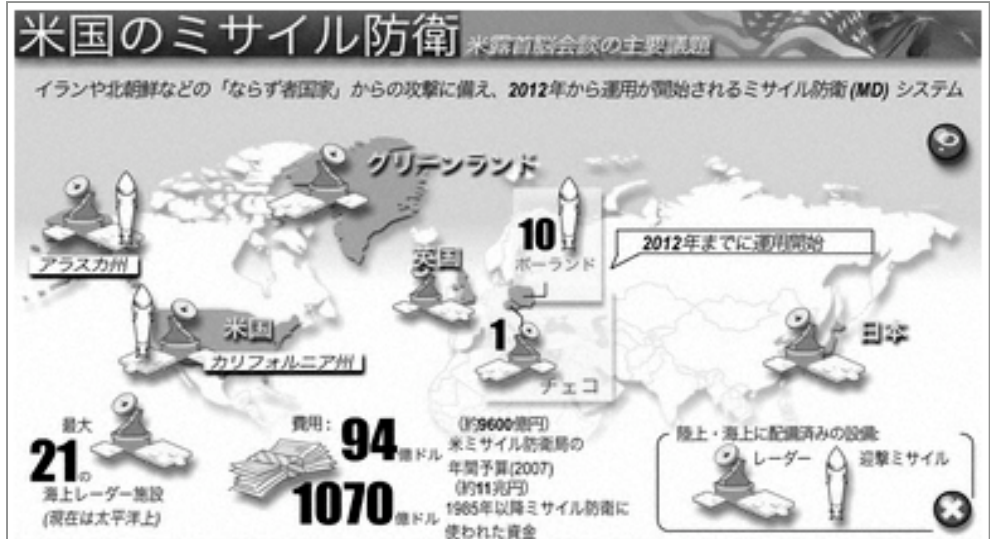 米国のミサイル防衛 米露首脳会談の主要議題
イランや北朝鮮などの「ならず者国家」からの攻撃に備え、2012年から運用が開始されるミサイル防衛(MD) システム
グリーンランド
アラスカ州
英国
10
ポーランド
2012年までに運用開始
米国
カリフォルニア州
1
チェコ
日本
最大
21の
海上レーダー施設
(現在は太平洋上)
費用:
94億ドル
(約9600億円)
米ミサイル防衛局の
年間予算(2007)
1070億ドル
(約11兆円)
1985年以降ミサイル防衛に
使われた資金
陸上・海上に配備済みの設備:
レーダー
迎撃ミサイル